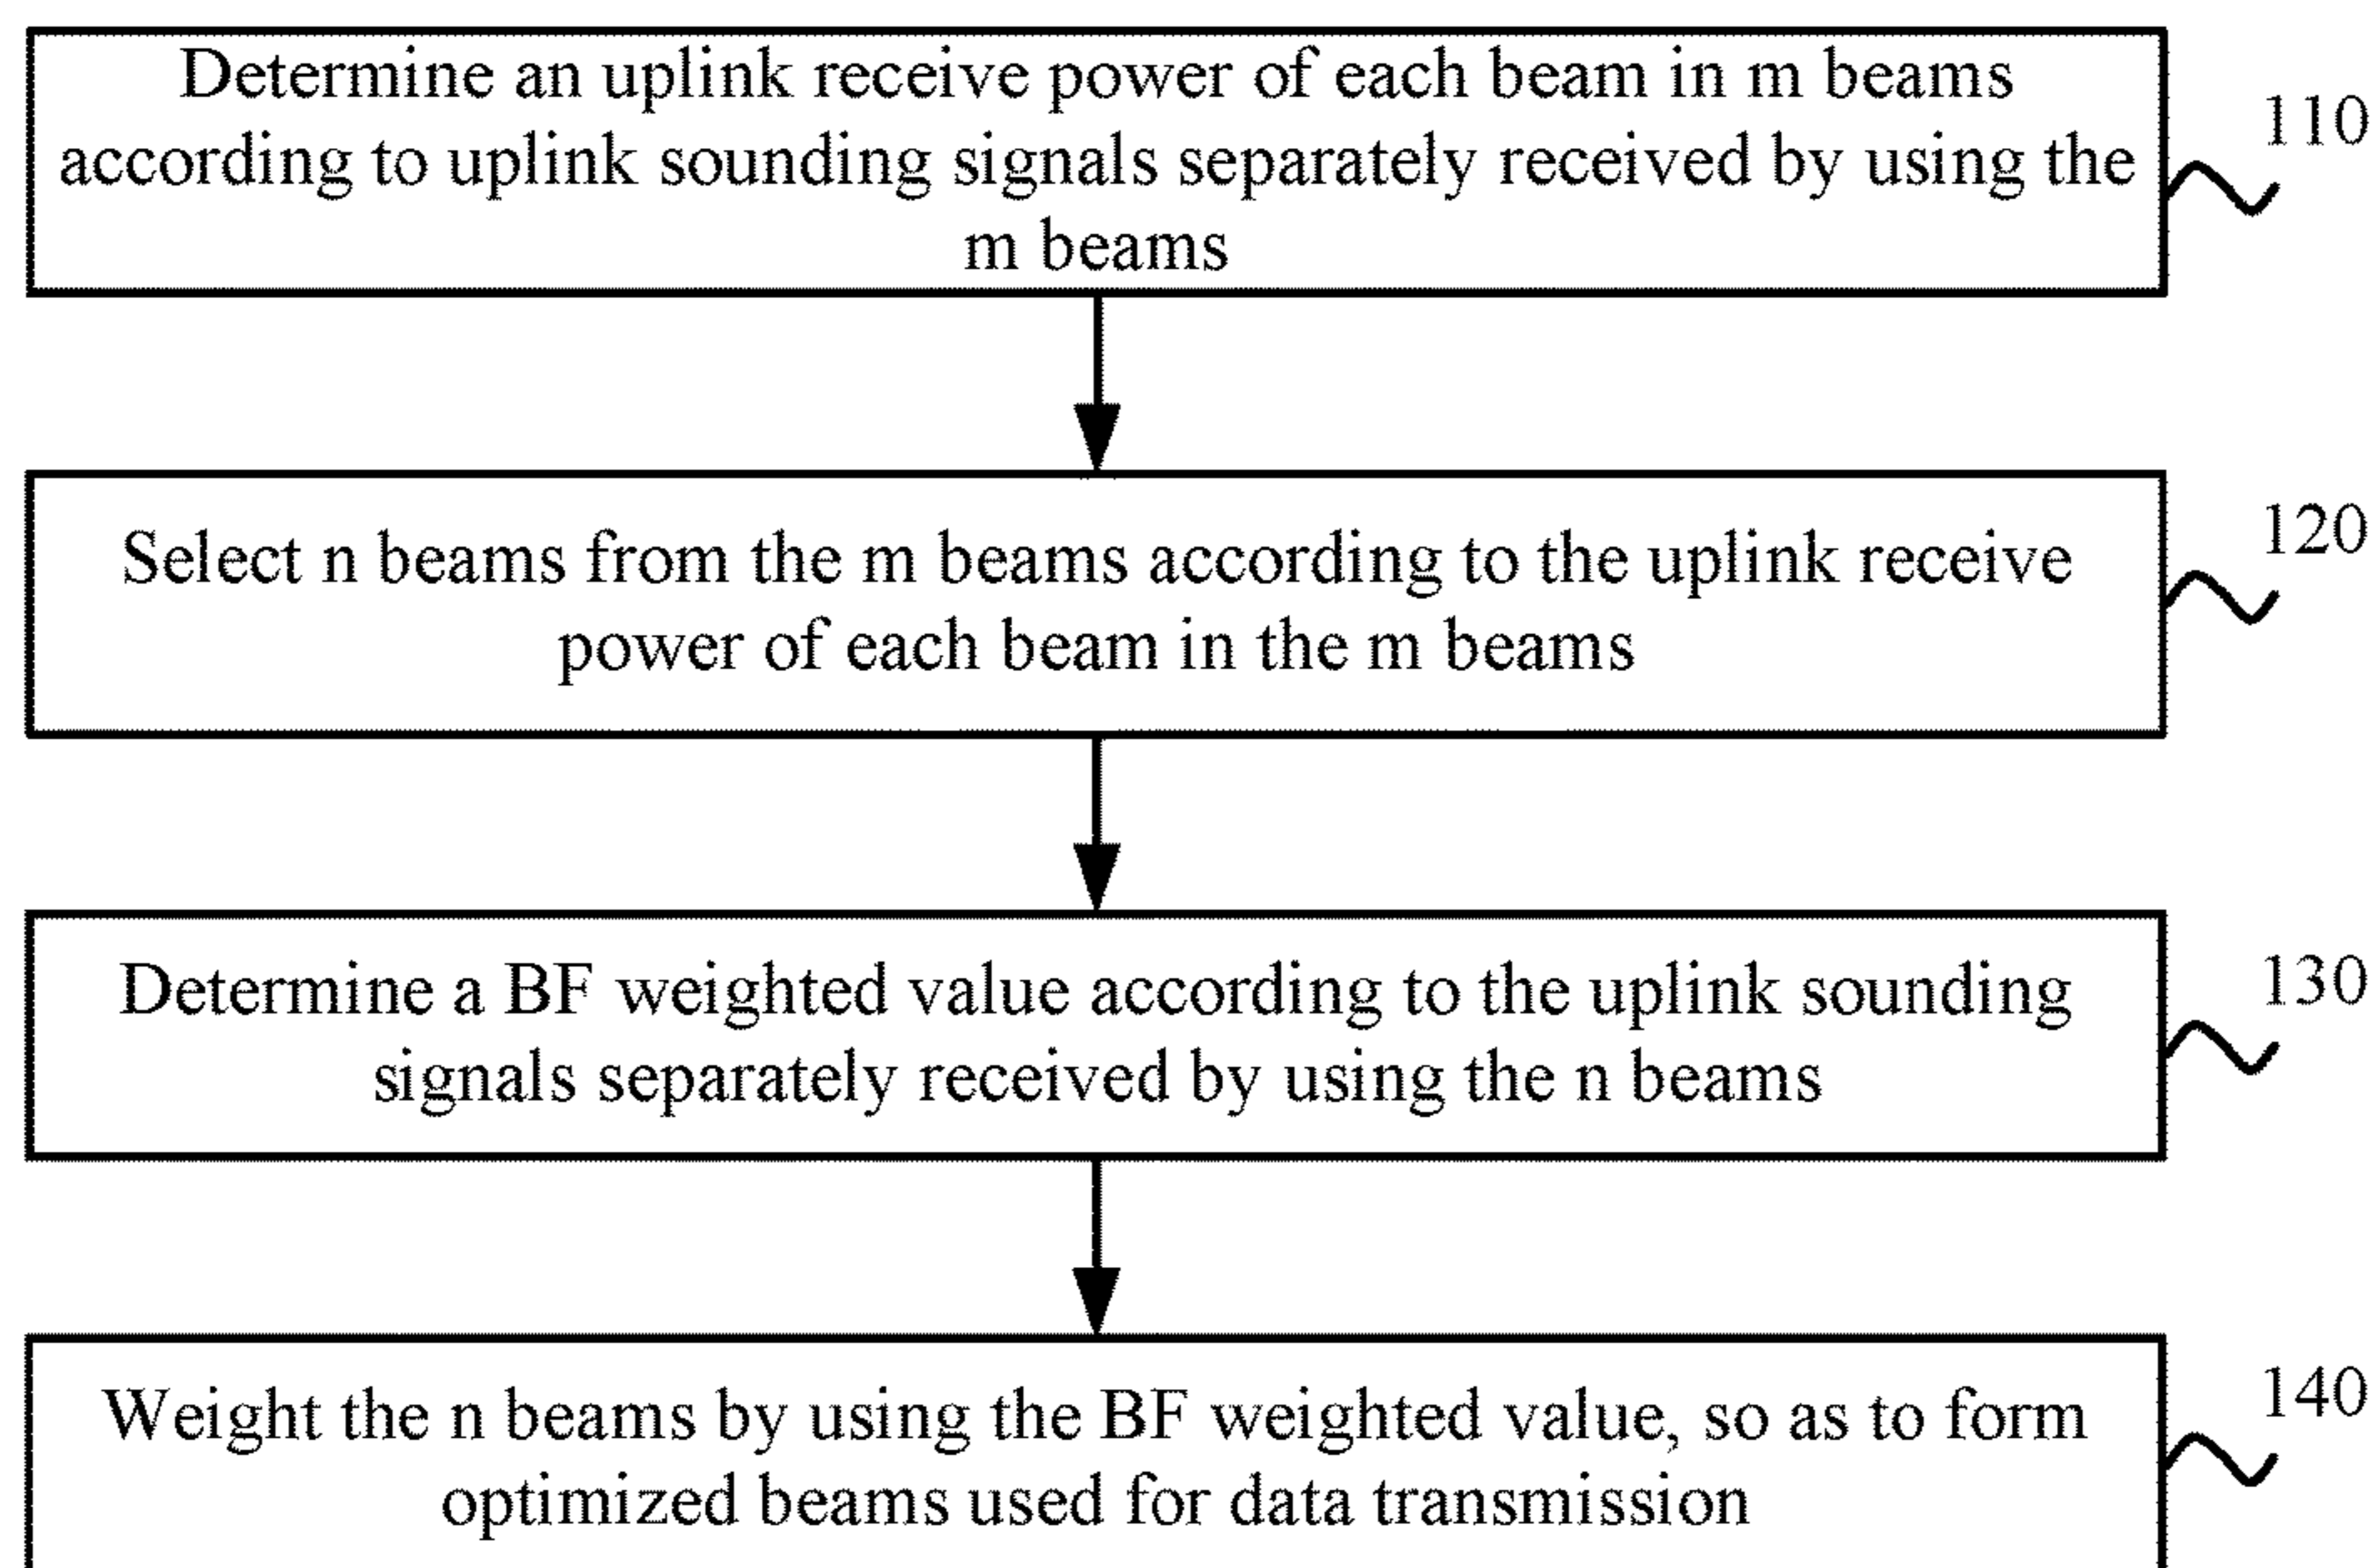 Determine an uplink receive power of each beam in m beams
according to uplink sounding signals separately received by using the
m beams
110
Select n beams from the m beams according to the uplink receive
power of each beam in the m beams
120
Determine a BF weighted value according to the uplink sounding
signals separately received by using the n beams
130
Weight the n beams by using the BF weighted value, so as to form
optimized beams used for data transmission
140